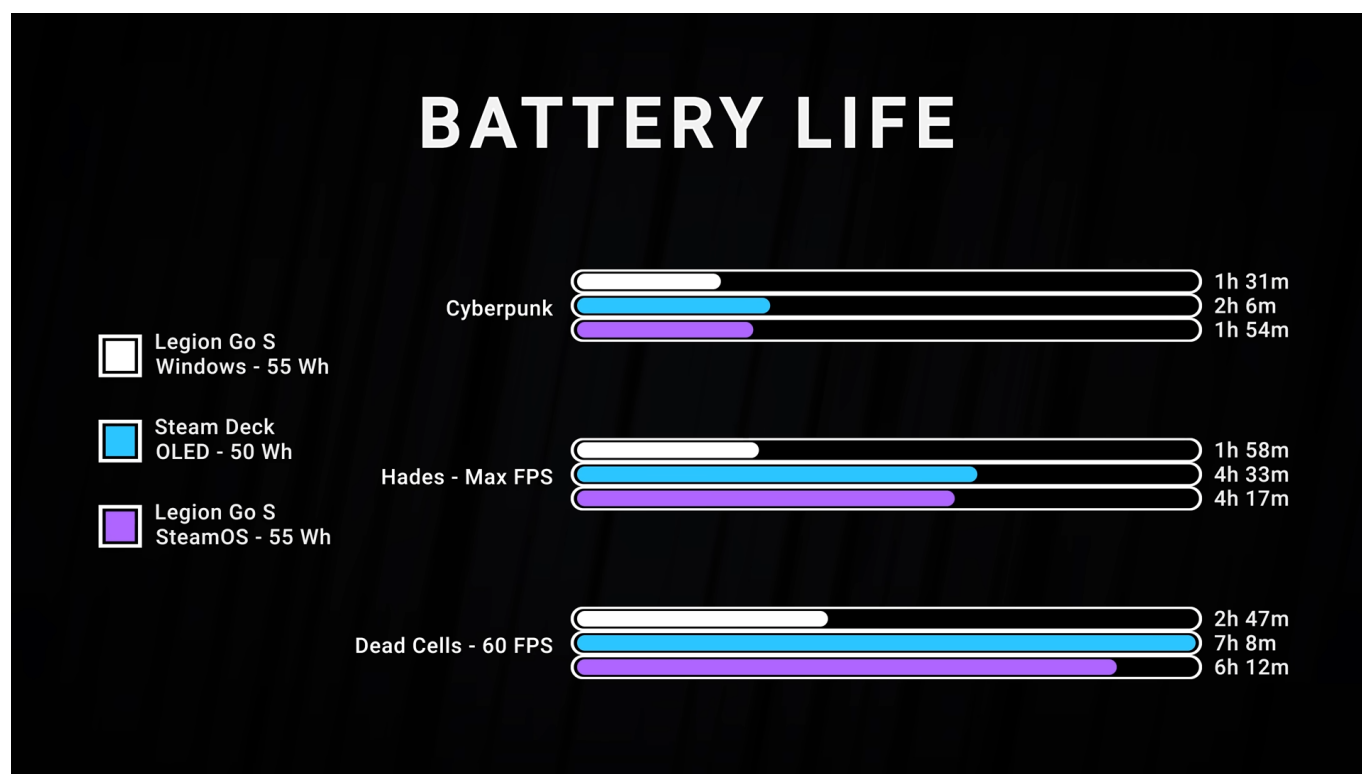 BATTERY LIFE
Legion Go S
Windows - 55 Wh
Steam Deck
OLED - 50 Wh
Legion Go S
SteamOS - 55 Wh
Cyberpunk
1h 31m
2h 6m
1h 54m
Hades - Max FPS
1h 58m
4h 33m
4h 17m
Dead Cells - 60 FPS
2h 47m
7h 8m
6h 12m